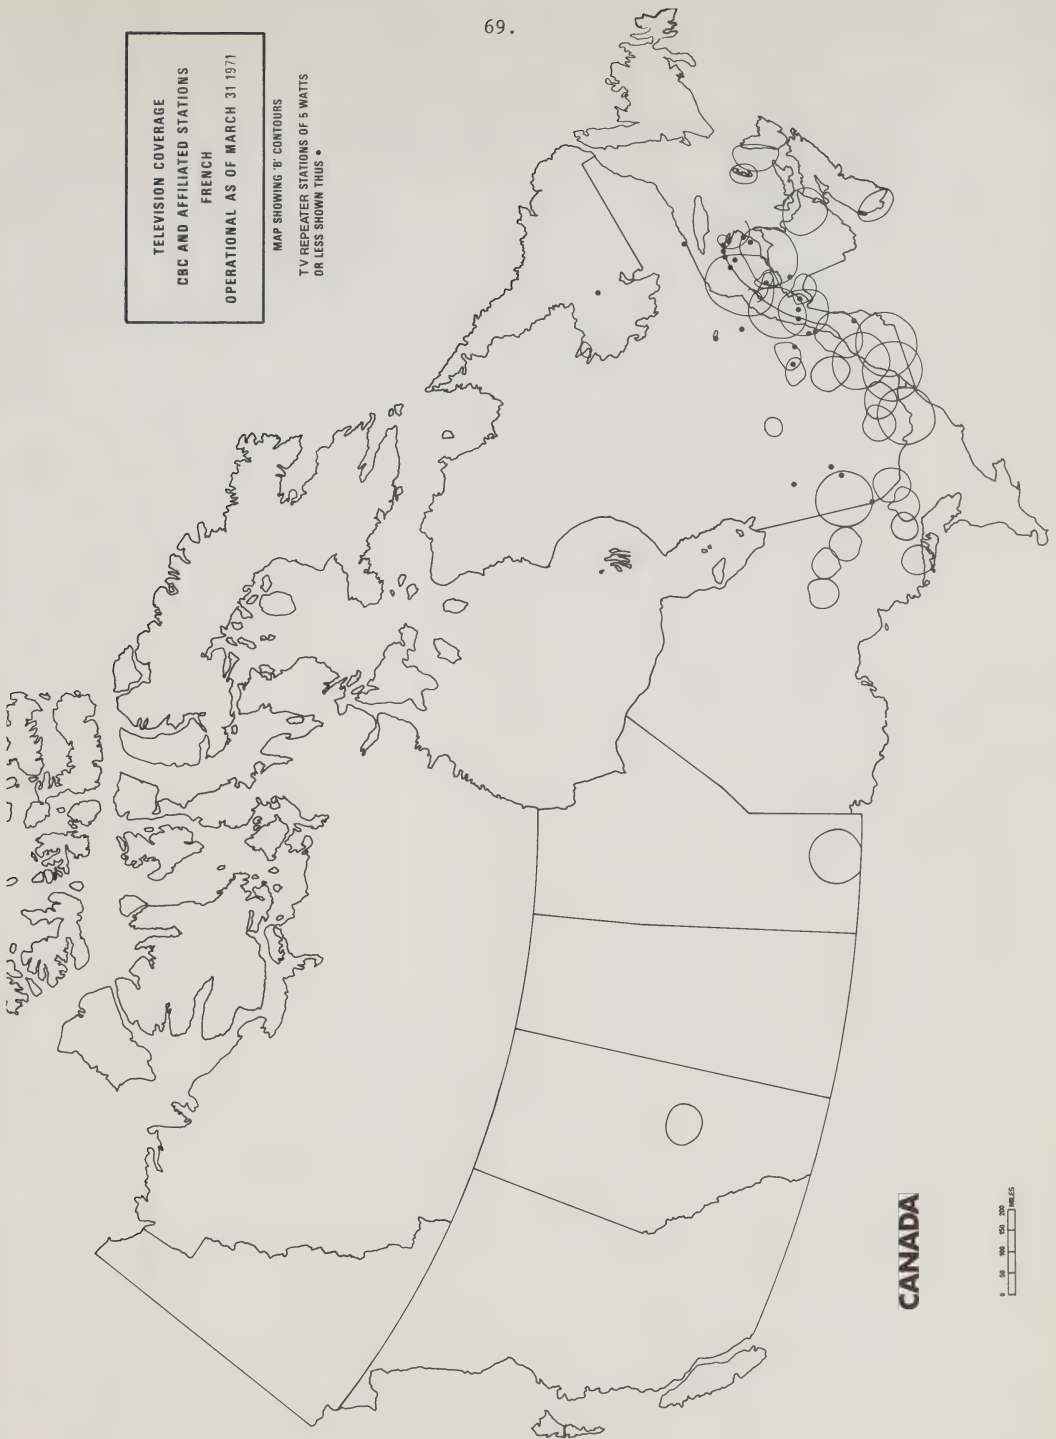 69.
TELEVISION COVERAGE
CBC AND AFFILIATED STATIONS
FRENCH
OPERATIONAL AS OF MARCH 31 1971
MAP SHOWING 'B' CONTOURS
TV REPEATER STATIONS OF 5 WATTS
OR LESS SHOWN THUS •
CANADA
0 50 100 150 200
MILES